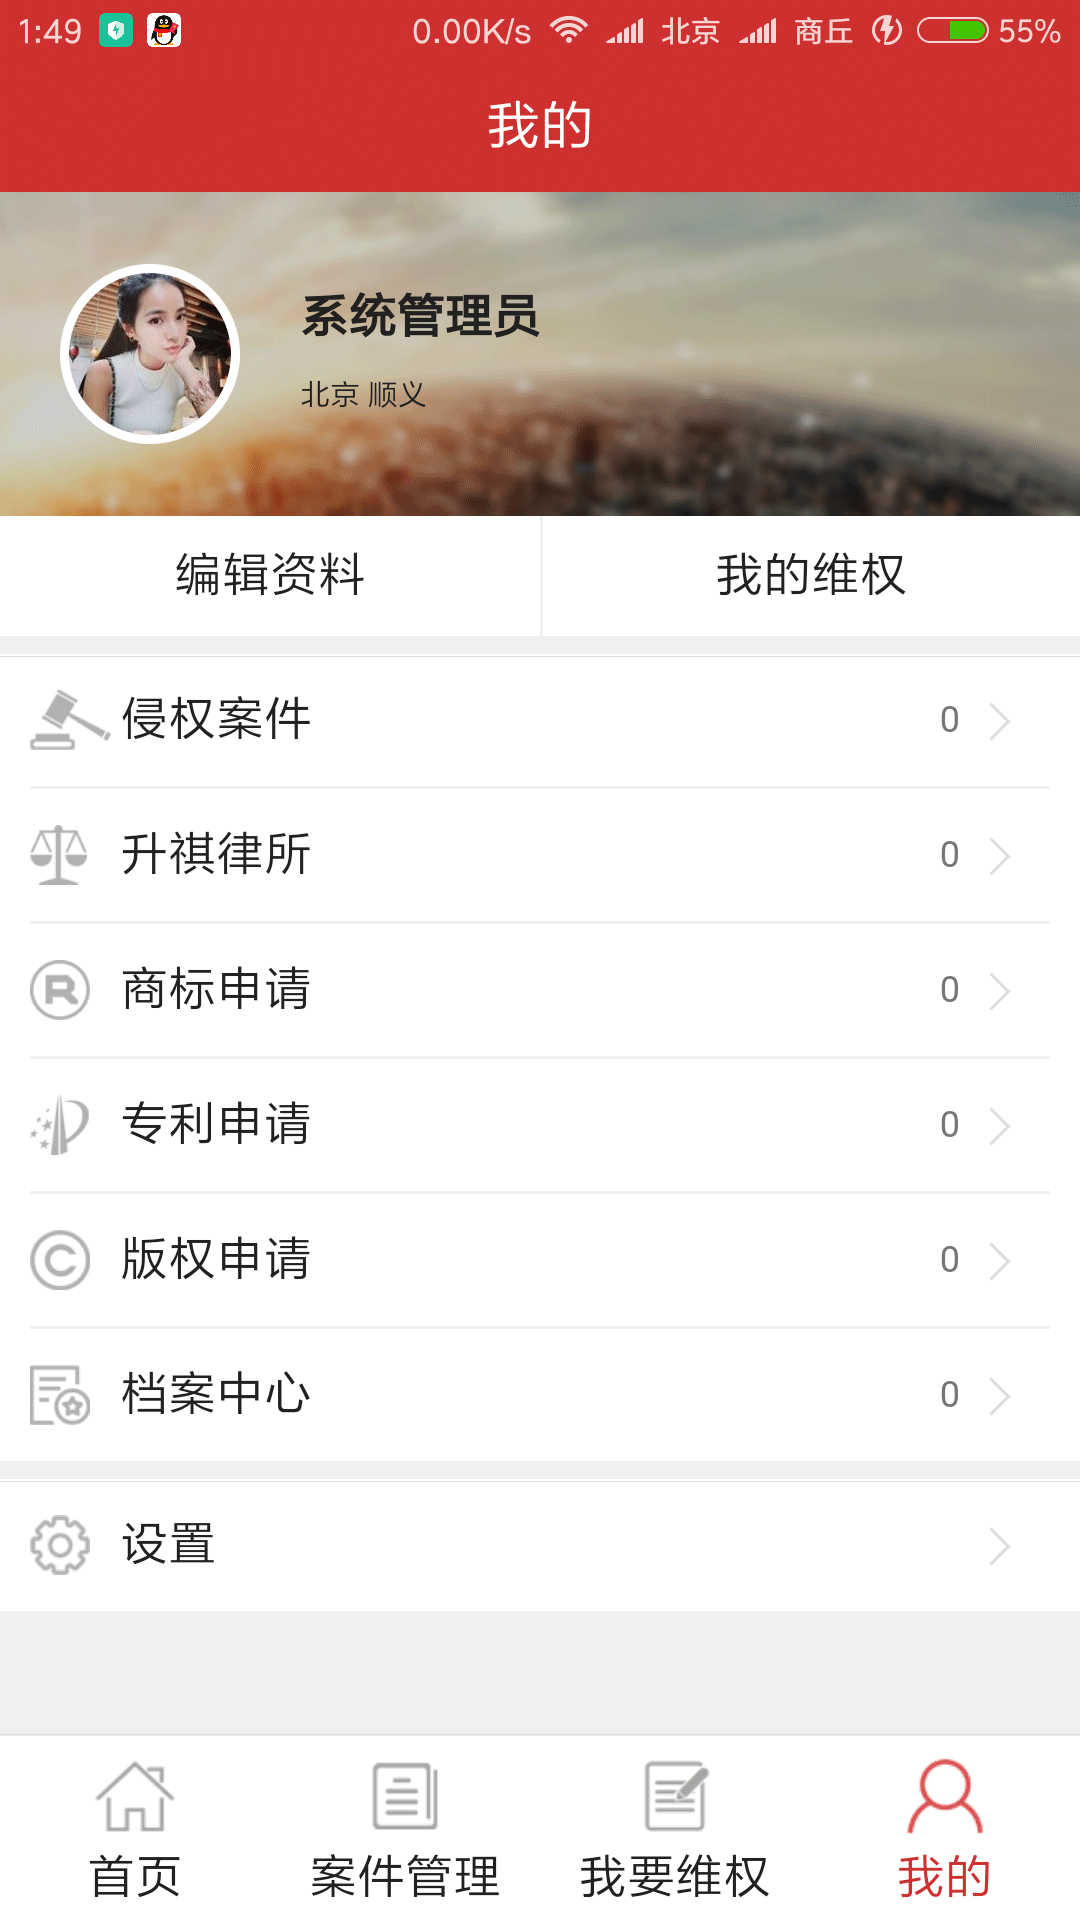 1:49 0.00K/s 北京 商丘 55%
我的
系统管理员
北京 顺义
编辑资料 我的维权
侵权案件 0
升祺律所 0
商标申请 0
专利申请 0
版权申请 0
档案中心 0
设置
首页 案件管理 我要维权 我的